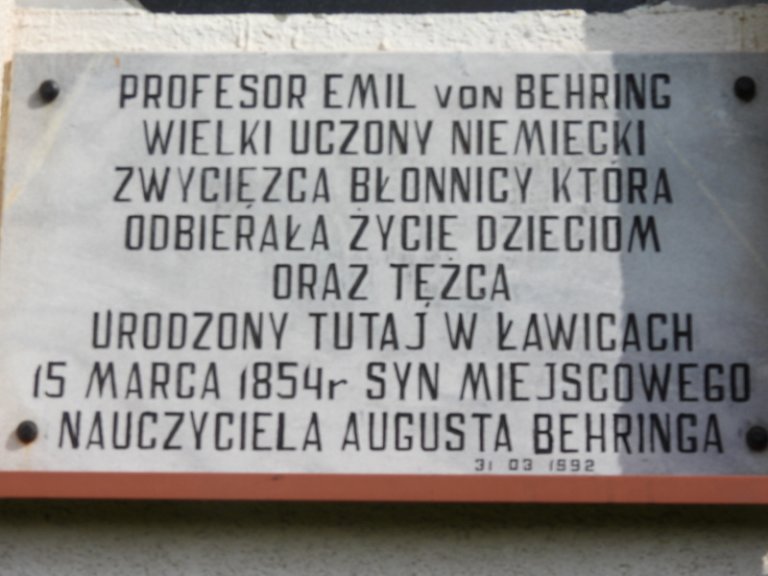 PROFESOR EMIL von BEHRING
WIELKI UCZONY NIEMIECKI
ZWYCIĘZCA BŁONNICY KTÓRA
ODBIERAŁA ŻYCIE DZIECIOM
ORAZ TĘŻCA
URODZONY TUTAJ W ŁAWICACH
15 MARCA 1854r SYN MIEJSCOWEGO
NAUCZYCIELA AUGUSTA BEHRINGA
31 03 1992